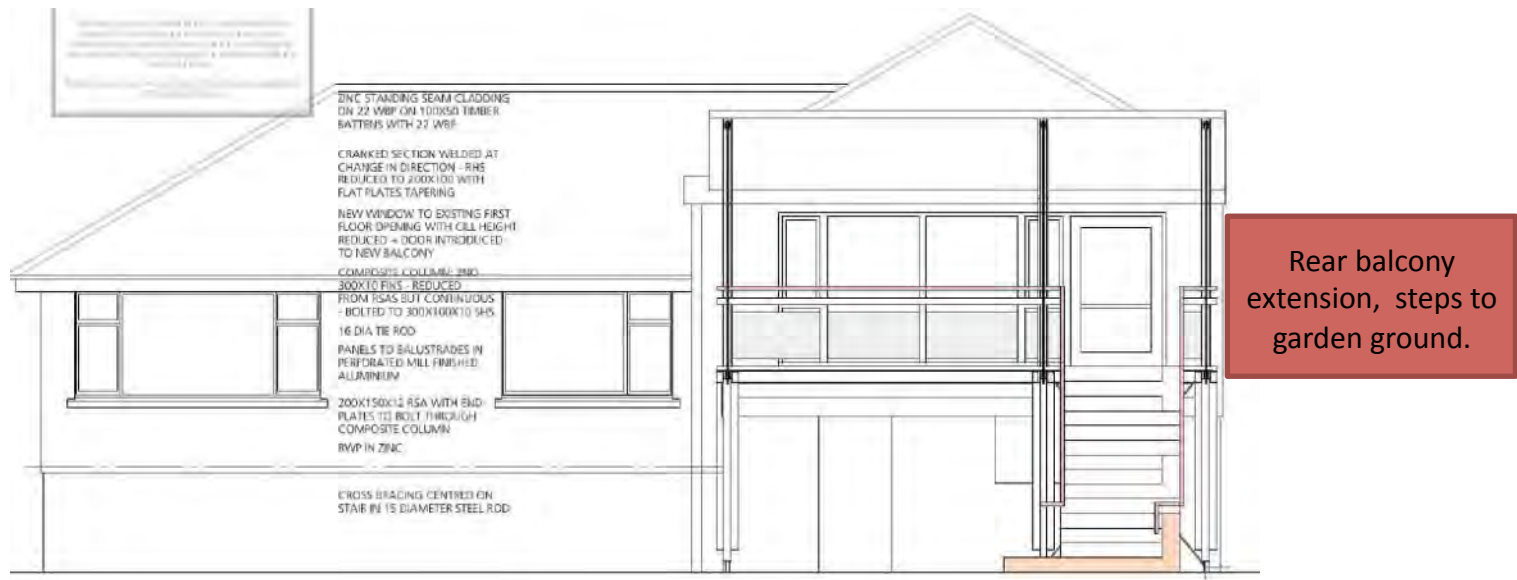 ZINC STANDING SEAM CLADDING
ON 22 WBP ON 100X50 TIMBER
BATTENS WITH 22 WBP
CRANKED SECTION WELDED AT
CHANGE IN DIRECTION - RHS
REDUCED TO 200X100 WITH
FLAT PLATES TAPERING
NEW WINDOW TO EXISTING FIRST
FLOOR OPENING WITH CILL HEIGHT
REDUCED + DOOR INTRODUCED
TO NEW BALCONY
COMPOSITE COLUMN: 2NO
300X10 FINS - REDUCED
FROM RSAS BUT CONTINUOUS
- BOLTED TO 300X100X10 SHS
16 DIA TIE ROD
PANELS TO BALUSTRADES IN
PERFORATED MILL FINISHED
ALUMINIUM
200X150X12 RSA WITH END
PLATES TO BOLT THROUGH
COMPOSITE COLUMN
RWP IN ZINC
CROSS BRACING CENTRED ON
STAIR IN 15 DIAMETER STEEL ROD
Rear balcony
extension, steps to
garden ground.